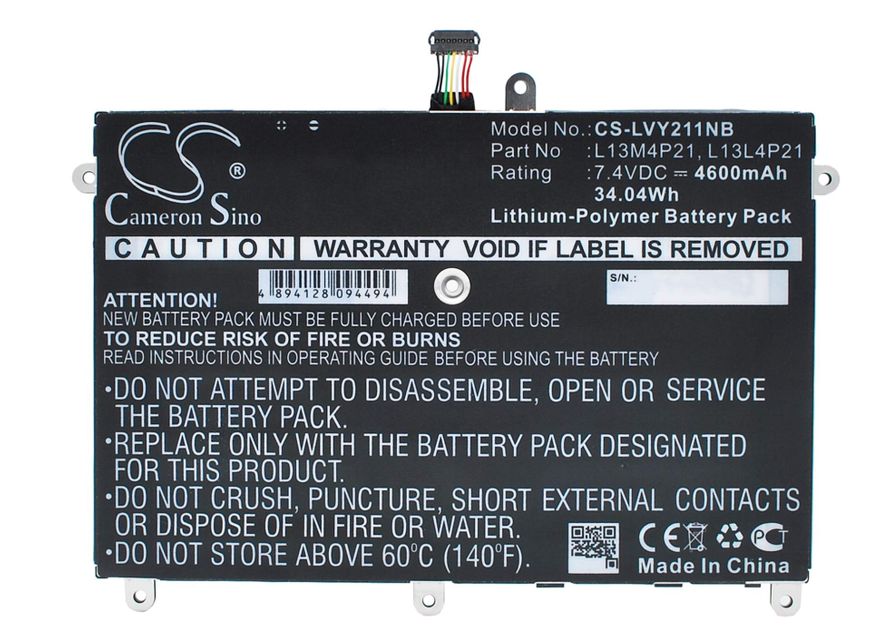 Model No.:CS-LVY211NB
Part No :L13M4P21, L13L4P21
Rating :7.4VDC ⎓ 4600mAh
34.04Wh
Lithium-Polymer Battery Pack
®
Cameron Sino
CAUTION WARRANTY VOID IF LABEL IS REMOVED
4 894128 094494
S/N.:
ATTENTION!
NEW BATTERY PACK MUST BE FULLY CHARGED BEFORE USE
TO REDUCE RISK OF FIRE OR BURNS
READ INSTRUCTIONS IN OPERATING GUIDE BEFORE USING THE BATTERY
•DO NOT ATTEMPT TO DISASSEMBLE, OPEN OR SERVICE
THE BATTERY PACK.
•REPLACE ONLY WITH THE BATTERY PACK DESIGNATED
FOR THIS PRODUCT.
•DO NOT CRUSH, PUNCTURE, SHORT EXTERNAL CONTACTS
OR DISPOSE OF IN FIRE OR WATER.
•DO NOT STORE ABOVE 60°C (140°F).
CE PCT
Made In China